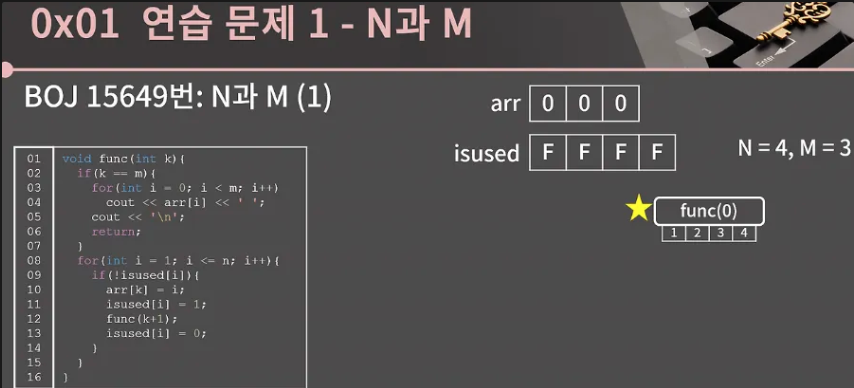 0x01 연습 문제 1 - N과 M
Enter
BOJ 15649번: N과 M (1)
arr 0 0 0
isused F F F F
N = 4, M = 3
func(0)
1 2 3 4
01 void func(int k){
02 if(k == m){
03 for(int i = 0; i < m; i++)
04 cout << arr[i] << ' ';
05 cout << '\n';
06 return;
07 }
08 for(int i = 1; i <= n; i++){
09 if(!isused[i]){
10 arr[k] = i;
11 isused[i] = 1;
12 func(k+1);
13 isused[i] = 0;
14 }
15 }
16 }